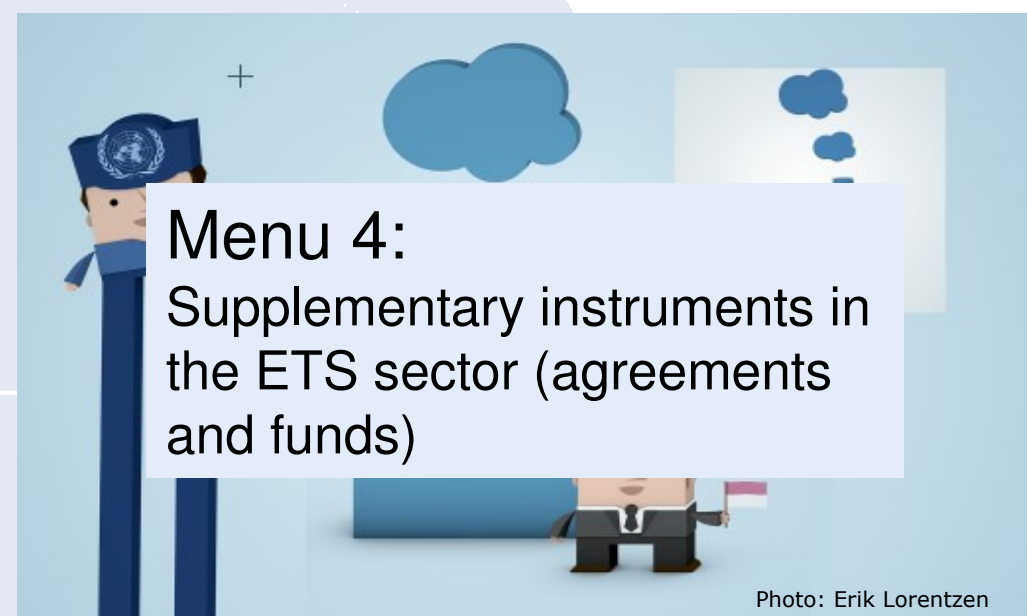 Menu 4:
Supplementary instruments in
the ETS sector (agreements
and funds)
Photo: Erik Lorentzen